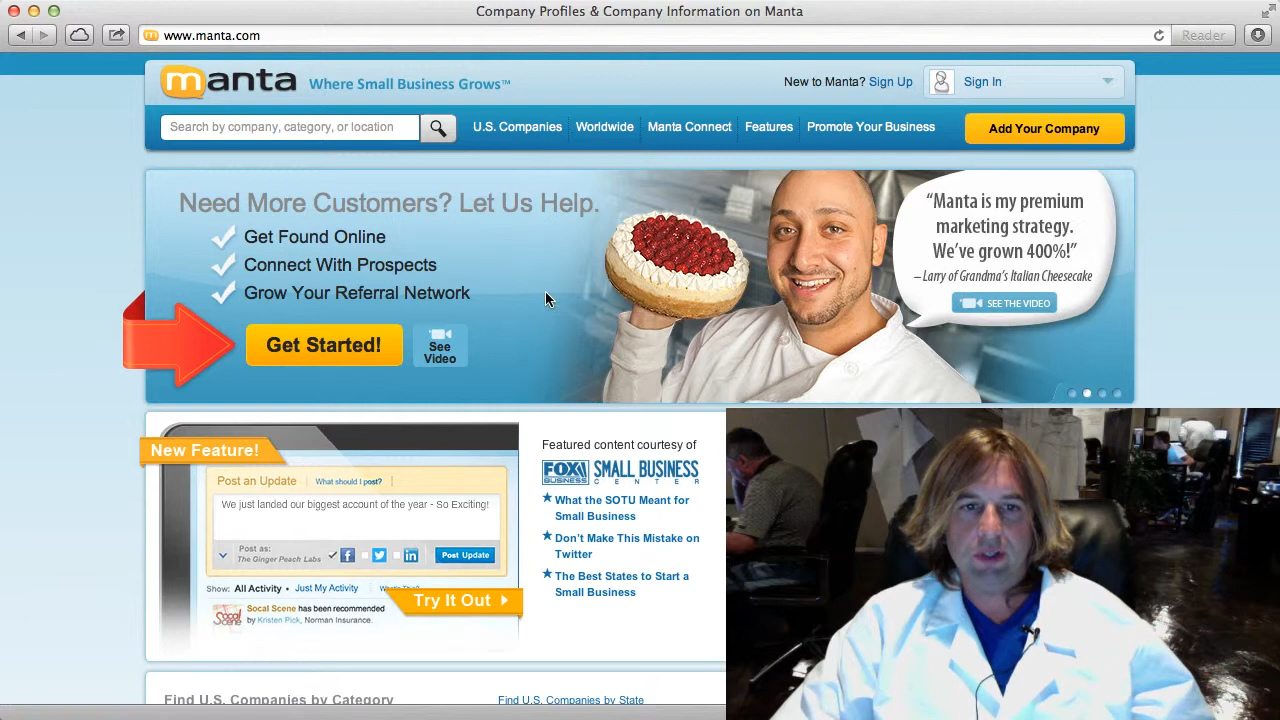 Company Profiles & Company Information on Manta
www.manta.com
Reader
manta
Where Small Business Grows™
New to Manta? Sign Up
Sign In
Search by company, category, or location
U.S. Companies
Worldwide
Manta Connect
Features
Promote Your Business
Add Your Company
Need More Customers? Let Us Help.
Get Found Online
Connect With Prospects
Grow Your Referral Network
Get Started!
See
Video
“Manta is my premium
marketing strategy.
We’ve grown 400%!”
– Larry of Grandma’s Italian Cheesecake
SEE THE VIDEO
New Feature!
Post an Update
What should I post?
We just landed our biggest account of the year - So Exciting!
Post as:
The Ginger Peach Labs
Post Update
Show: All Activity • Just My Activity
What's This?
Socal Scene has been recommended
by Kristen Pick, Norman Insurance.
Try It Out
Featured content courtesy of
FOX
BUSINESS
SMALL BUSINESS
CENTER
What the SOTU Meant for
Small Business
Don’t Make This Mistake on
Twitter
The Best States to Start a
Small Business
Find U.S. Companies by Category
Find U.S. Companies by State